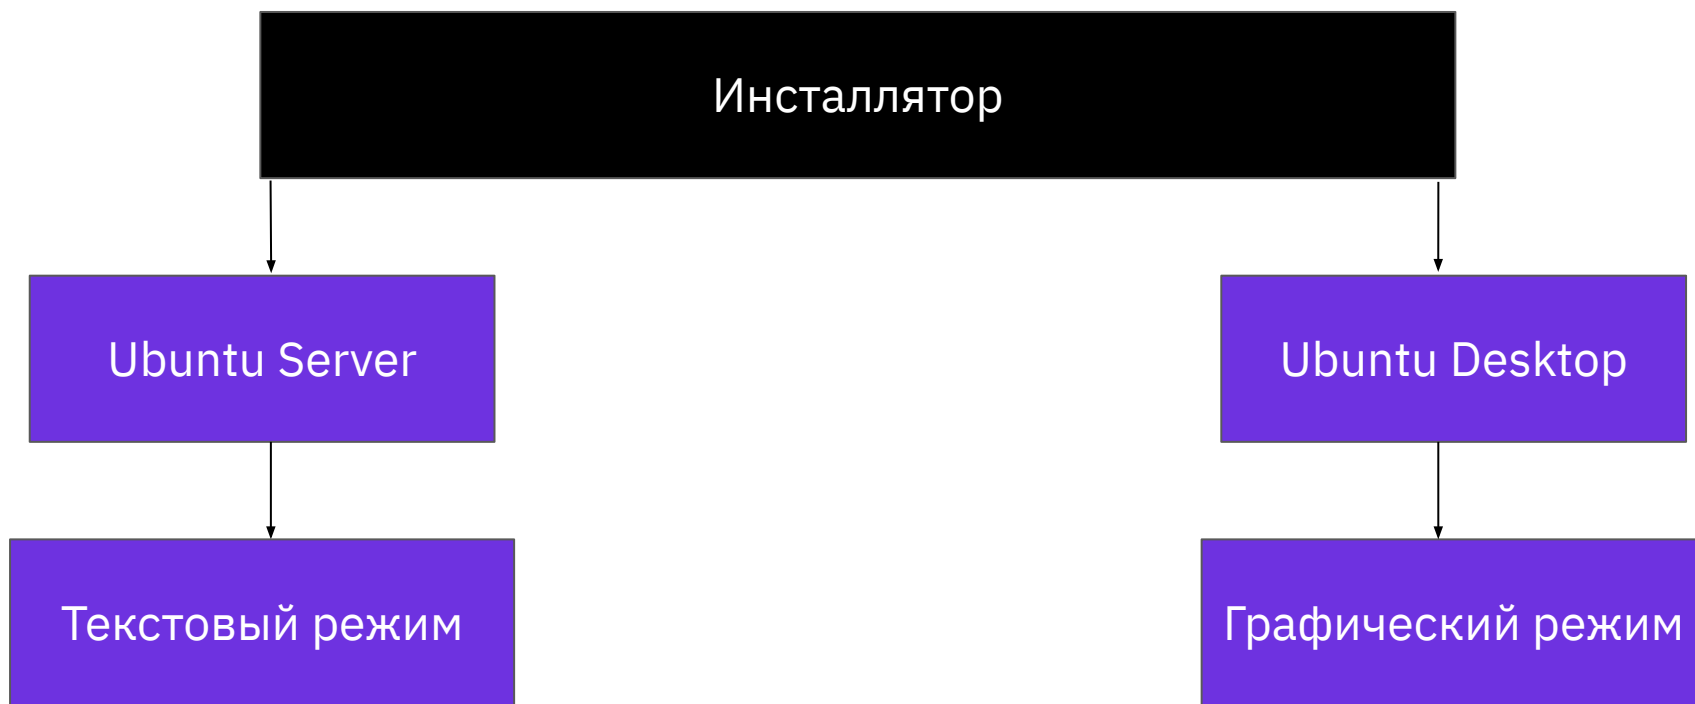 Инсталлятор
Ubuntu Server
Ubuntu Desktop
Текстовый режим
Графический режим